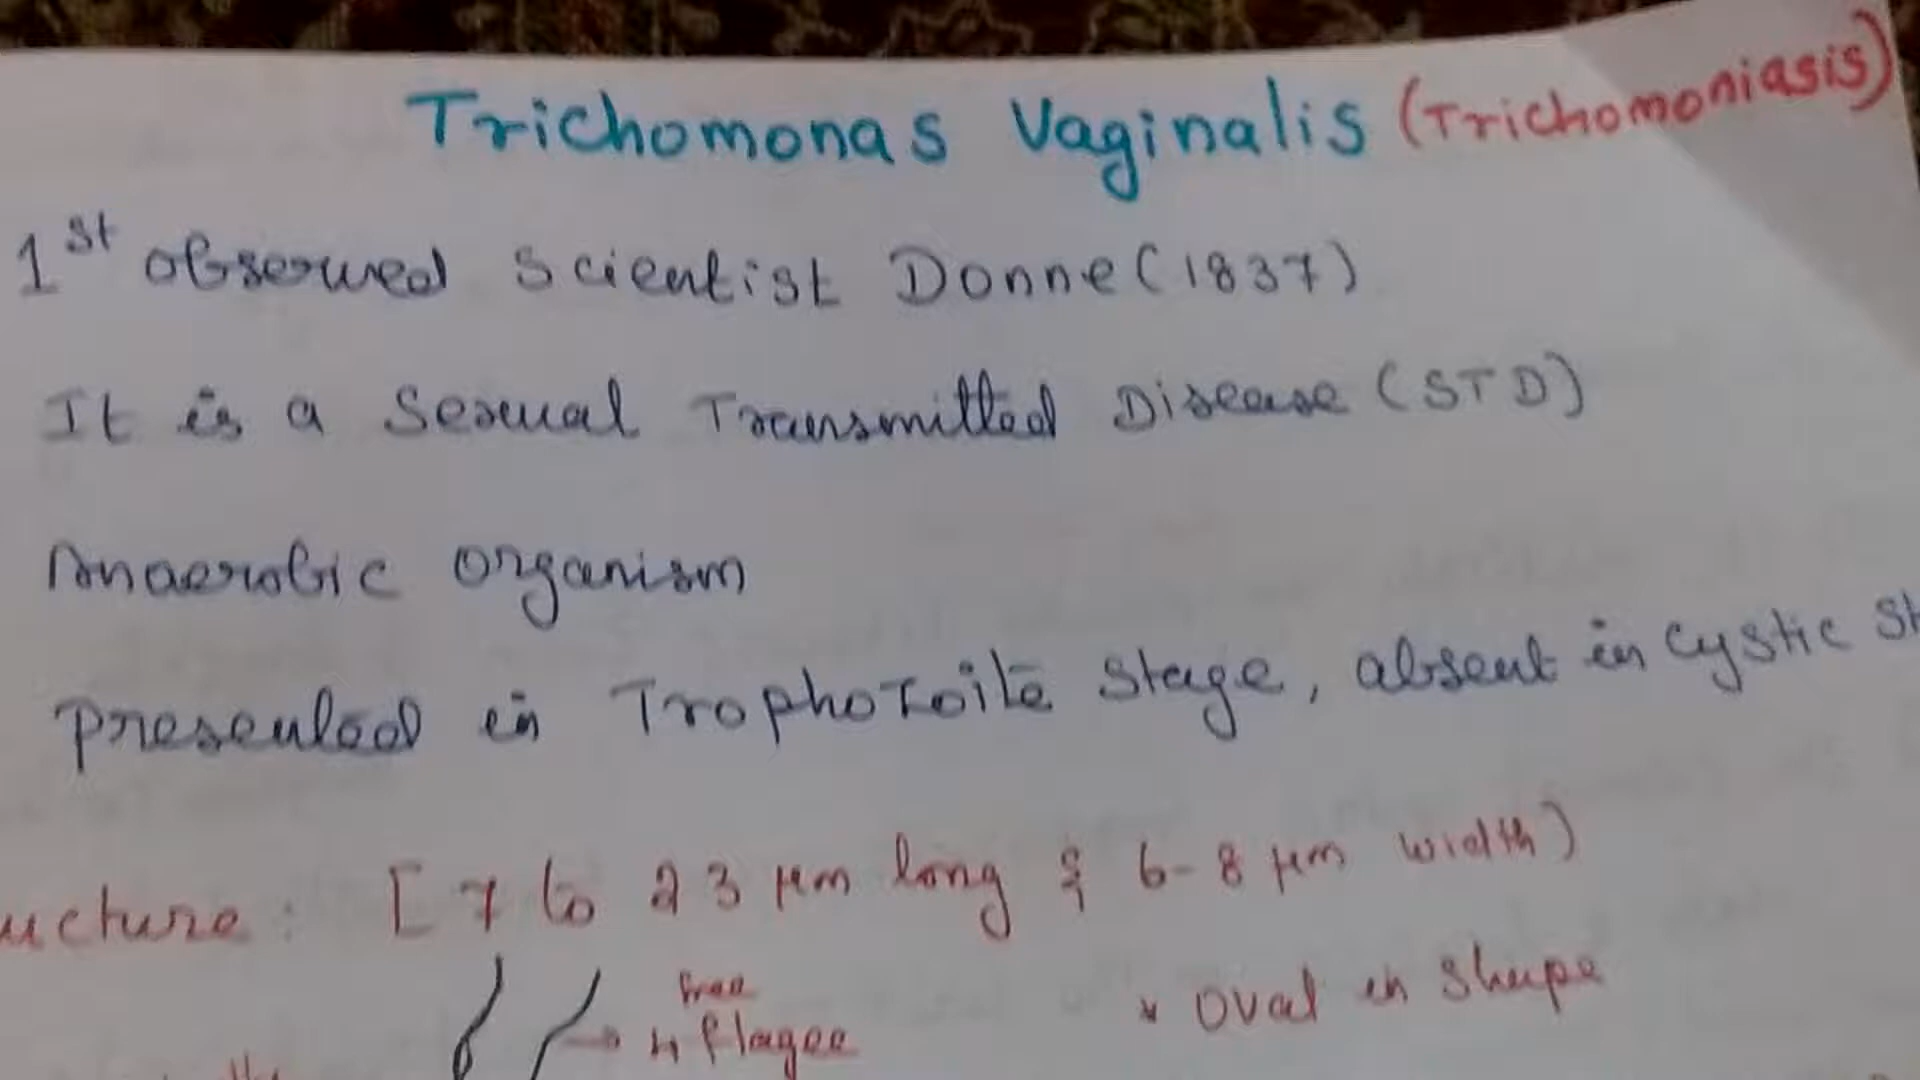 Trichomonas Vaginalis (Trichomoniasis)
1st observed Scientist Donne (1837)
It is a Sexual Transmitted Disease (STD)
Anaerobic organism
presented in Trophozoite Stage, absent in cystic st
ucture: [7 to 23 μm long & 6-8 μm width)
free
4 flagee
* Oval in shape